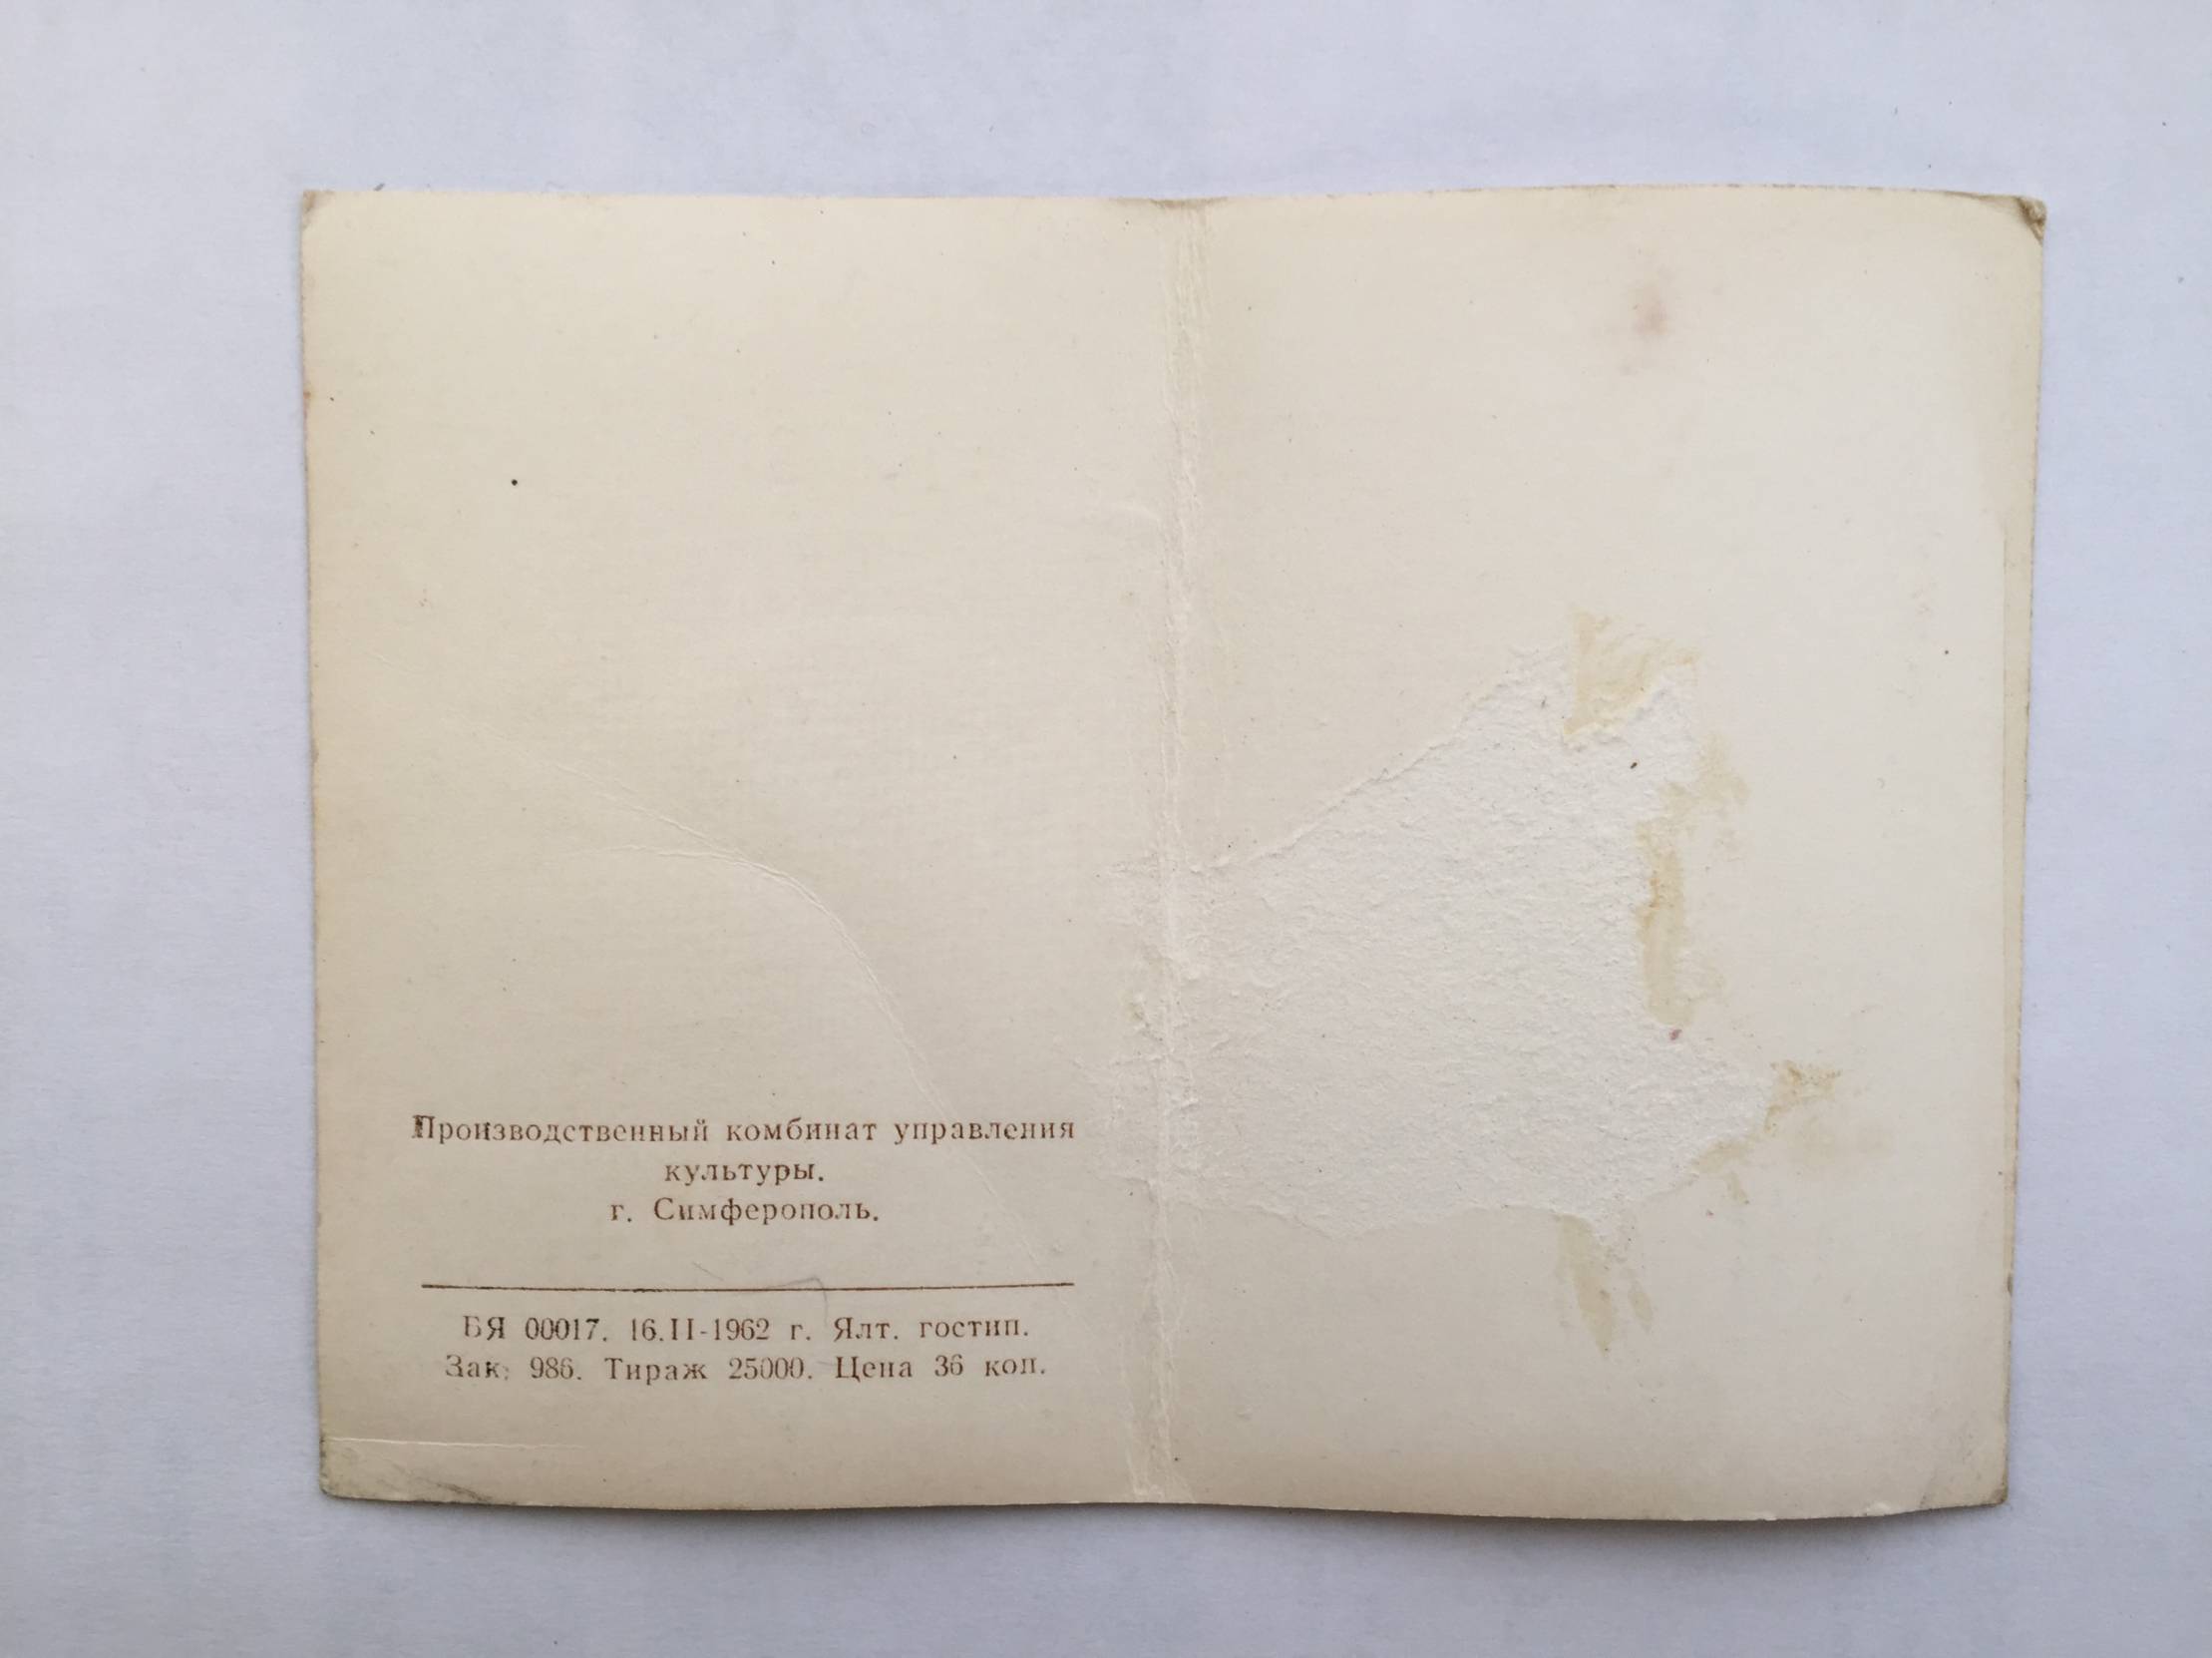 Производственный комбинат управления
культуры.
г. Симферополь.
БЯ 00017. 16.II-1962 г. Ялт. гостип.
Зак. 986. Тираж 25000. Цена 36 коп.